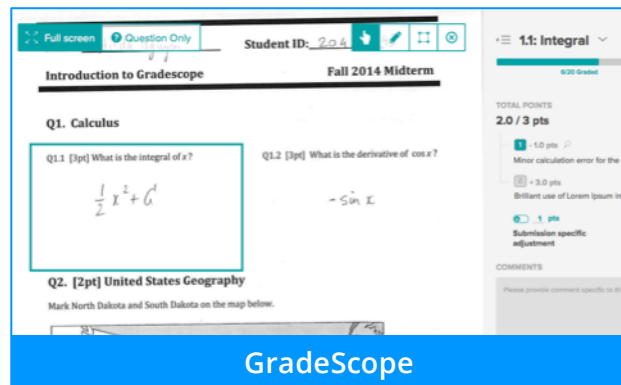 Full screen
Question Only
Student ID: 204
Introduction to Gradescope
Fall 2014 Midterm
Q1. Calculus
Q1.1 [3pt] What is the integral of x?
½ x² + C
Q1.2 [3pt] What is the derivative of cos x?
- sin x
Q2. [2pt] United States Geography
Mark North Dakota and South Dakota on the map below.
1.1: Integral
6/20 Graded
TOTAL POINTS
2.0 / 3 pts
1 - 1.0 pts
Minor calculation error for the
2 + 3.0 pts
Brilliant use of Lorem Ipsum in
1 pts
Submission specific
adjustment
COMMENTS
Please provide comment specific to
GradeScope